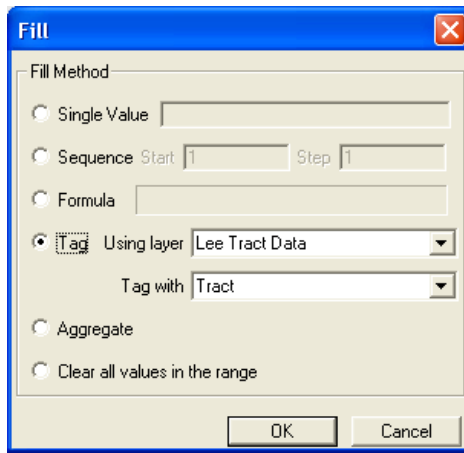 Fill
Fill Method
Single Value
Sequence Start 1 Step 1
Formula
Tag Using layer Lee Tract Data
Tag with Tract
Aggregate
Clear all values in the range
OK Cancel